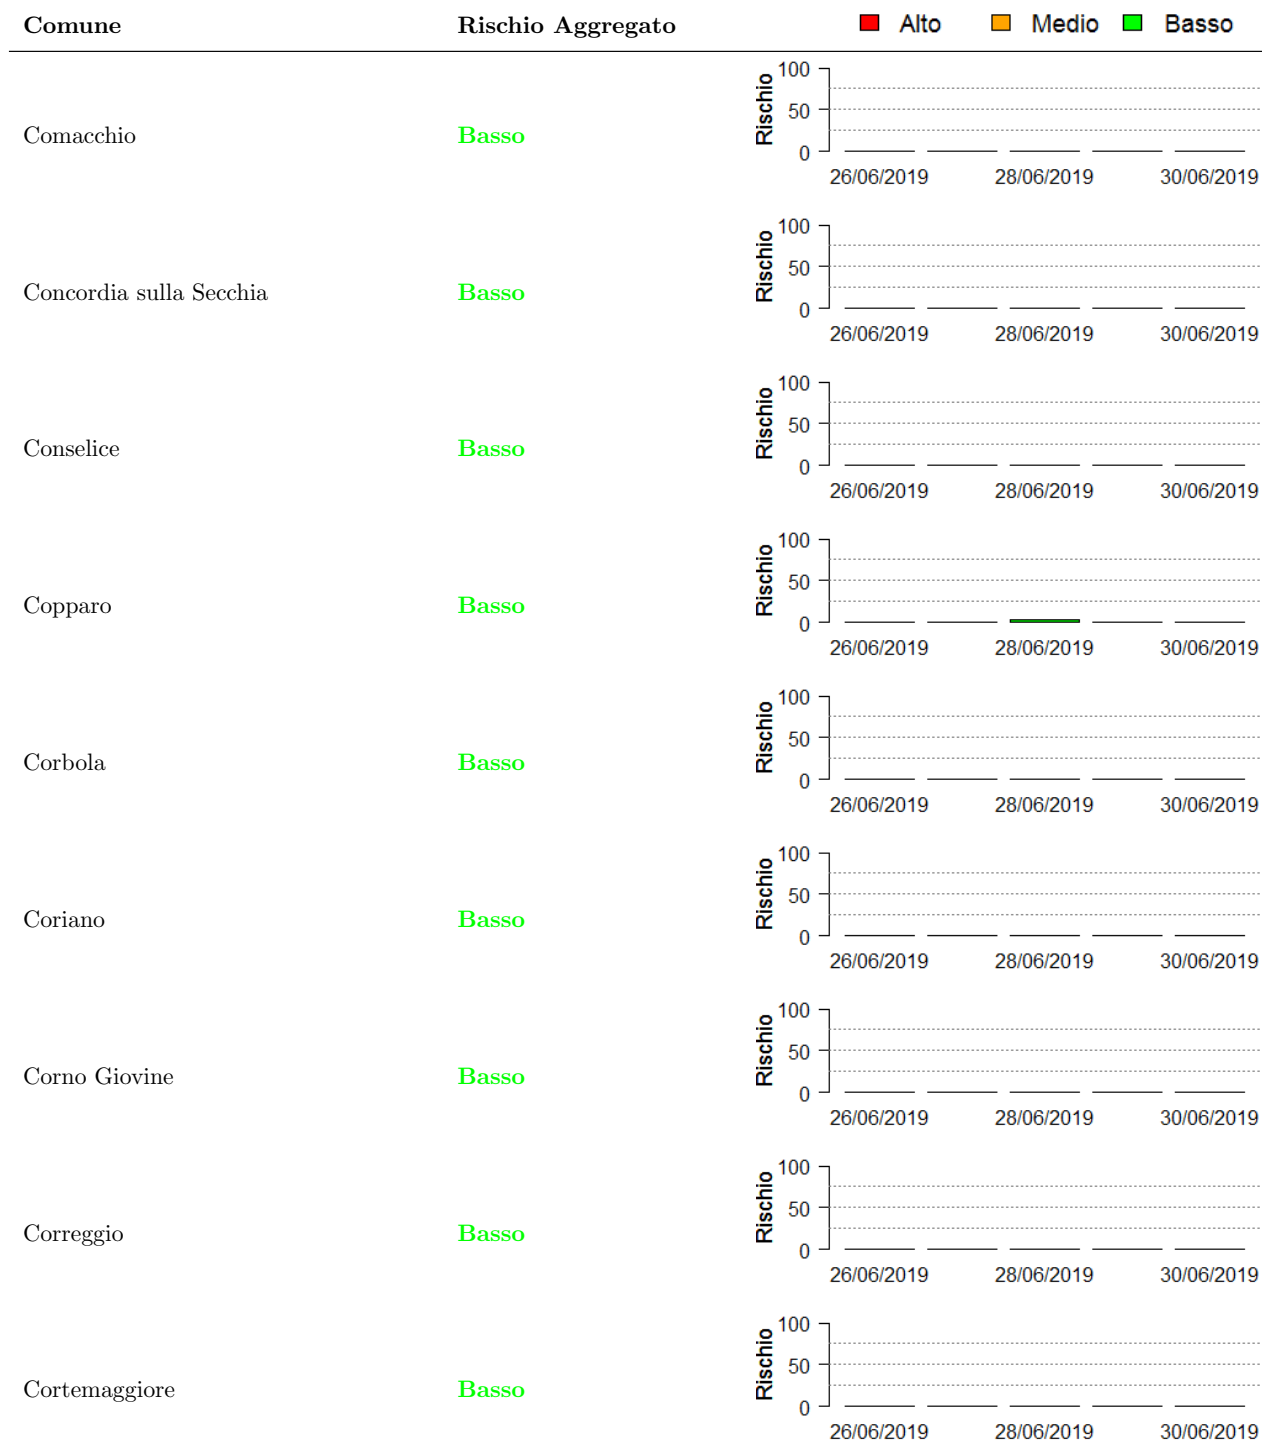 Comune Rischio Aggregato Alto Medio Basso
100
50
0
Rischio
Comacchio Basso
26/06/2019 28/06/2019 30/06/2019
100
50
0
Rischio
Concordia sulla Secchia Basso
26/06/2019 28/06/2019 30/06/2019
100
50
0
Rischio
Conselice Basso
26/06/2019 28/06/2019 30/06/2019
100
50
0
Rischio
Copparo Basso
26/06/2019 28/06/2019 30/06/2019
100
50
0
Rischio
Corbola Basso
26/06/2019 28/06/2019 30/06/2019
100
50
0
Rischio
Coriano Basso
26/06/2019 28/06/2019 30/06/2019
100
50
0
Rischio
Corno Giovine Basso
26/06/2019 28/06/2019 30/06/2019
100
50
0
Rischio
Correggio Basso
26/06/2019 28/06/2019 30/06/2019
100
50
0
Rischio
Cortemaggiore Basso
26/06/2019 28/06/2019 30/06/2019